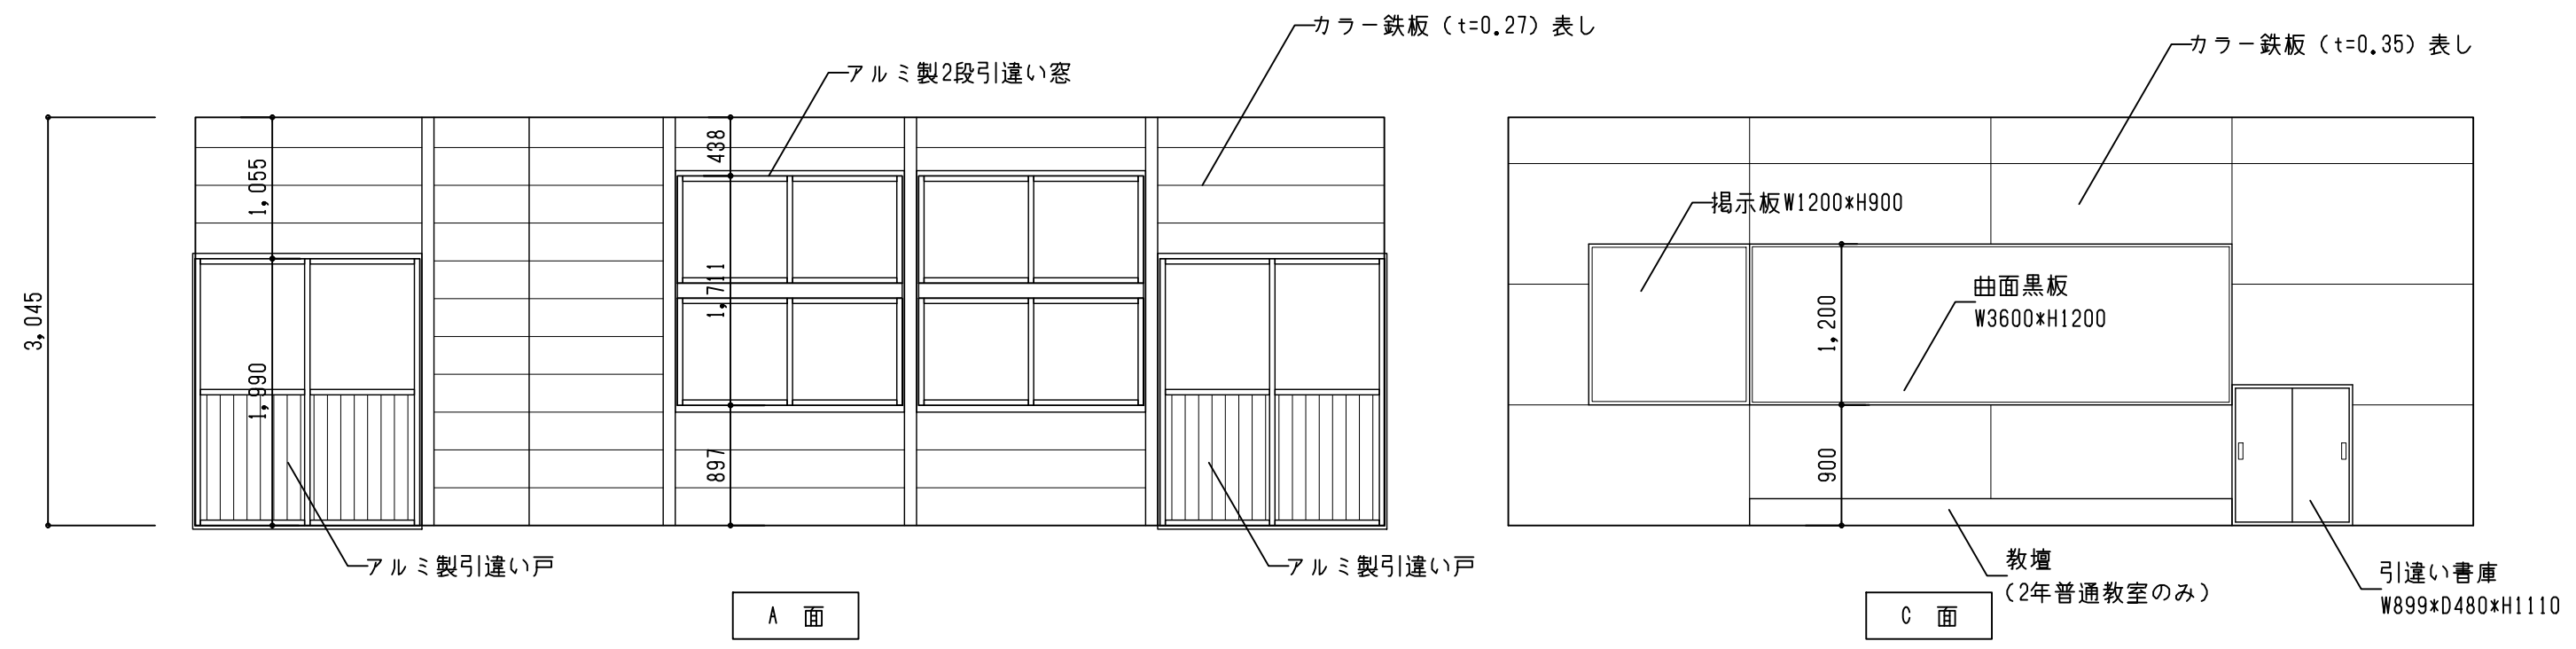 カラー鉄板（t=0.27）表し
カラー鉄板（t=0.35）表し
アルミ製2段引違い窓
438
1,055
掲示板W1200*H900
曲面黒板
W3600*H1200
3,045
1,711
1,200
1,990
897
900
アルミ製引違い戸
アルミ製引違い戸
教壇
（2年普通教室のみ）
引違い書庫
W899*D480*H1110
A 面
C 面